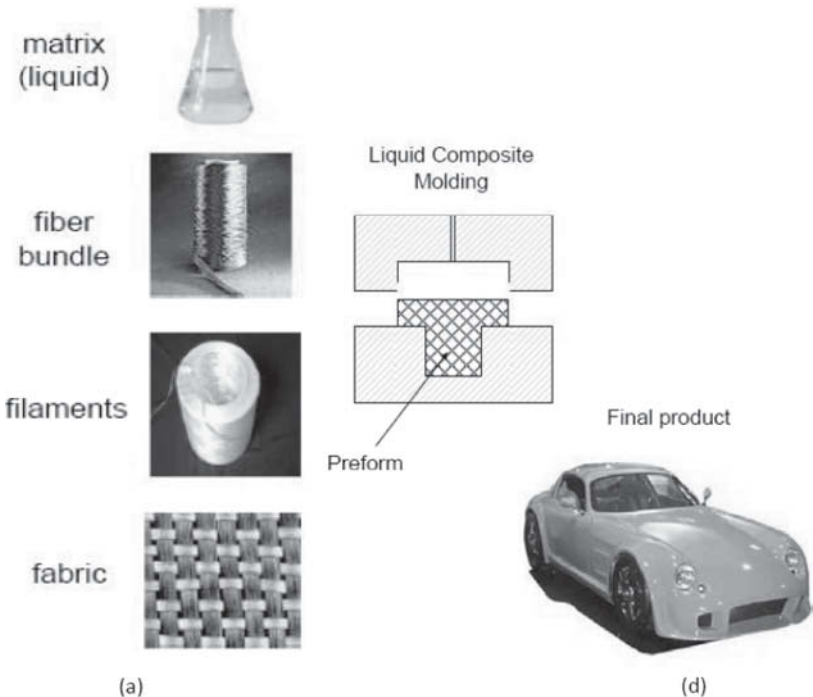 matrix
(liquid)
fiber
bundle
filaments
fabric
(a)
Liquid Composite
Molding
Preform
Final product
(d)